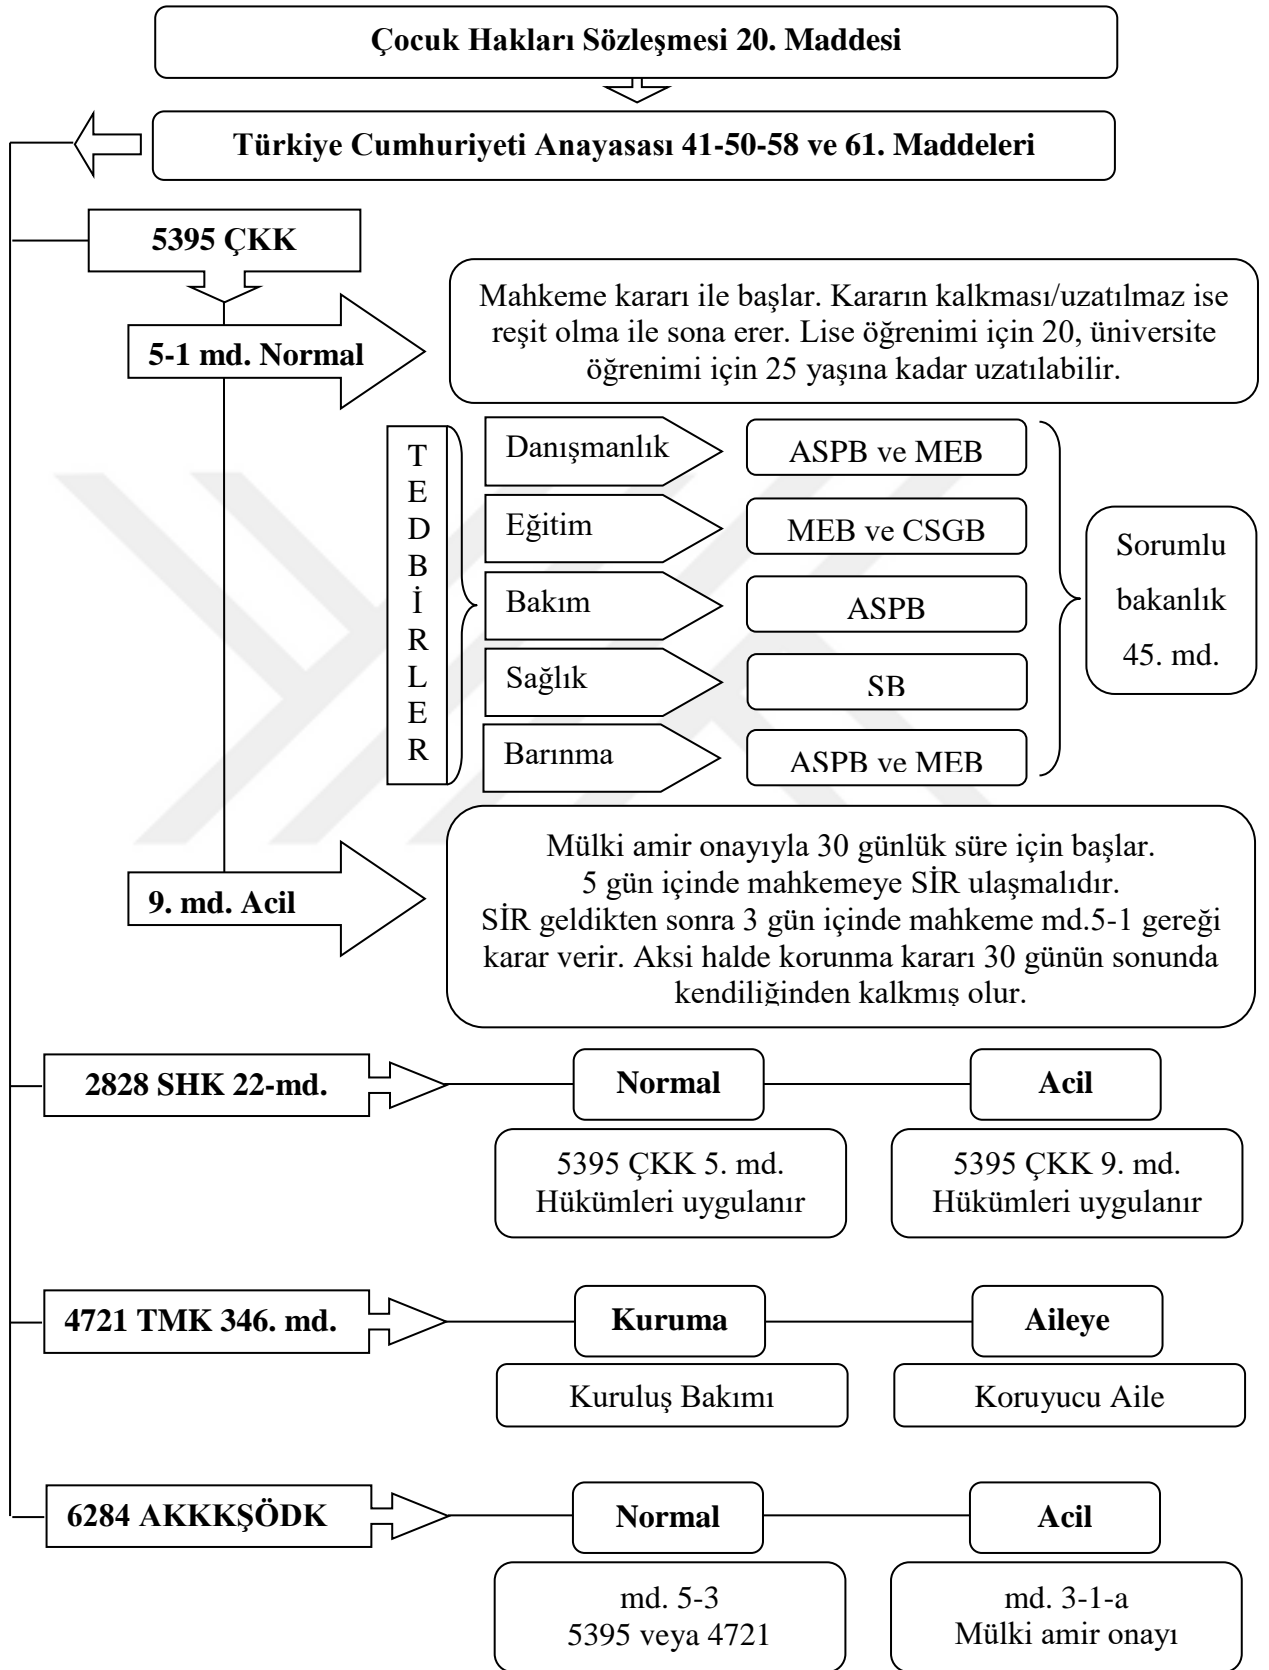 Çocuk Hakları Sözleşmesi 20. Maddesi
Türkiye Cumhuriyeti Anayasası 41-50-58 ve 61. Maddeleri
5395 ÇKK
5-1 md. Normal
Mahkeme kararı ile başlar. Kararın kalkması/uzatılmaz ise
reşit olma ile sona erer. Lise öğrenimi için 20, üniversite
öğrenimi için 25 yaşına kadar uzatılabilir.
TEDBİRLER
Danışmanlık
ASPB ve MEB
Eğitim
MEB ve CSGB
Bakım
ASPB
Sağlık
SB
Barınma
ASPB ve MEB
Sorumlu
bakanlık
45. md.
9. md. Acil
Mülki amir onayıyla 30 günlük süre için başlar.
5 gün içinde mahkemeye SİR ulaşmalıdır.
SİR geldikten sonra 3 gün içinde mahkeme md.5-1 gereği
karar verir. Aksi halde korunma kararı 30 günün sonunda
kendiliğinden kalkmış olur.
2828 SHK 22-md.
Normal
Acil
5395 ÇKK 5. md.
Hükümleri uygulanır
5395 ÇKK 9. md.
Hükümleri uygulanır
4721 TMK 346. md.
Kuruma
Aileye
Kuruluş Bakımı
Koruyucu Aile
6284 AKKKŞÖDK
Normal
Acil
md. 5-3
5395 veya 4721
md. 3-1-a
Mülki amir onayı